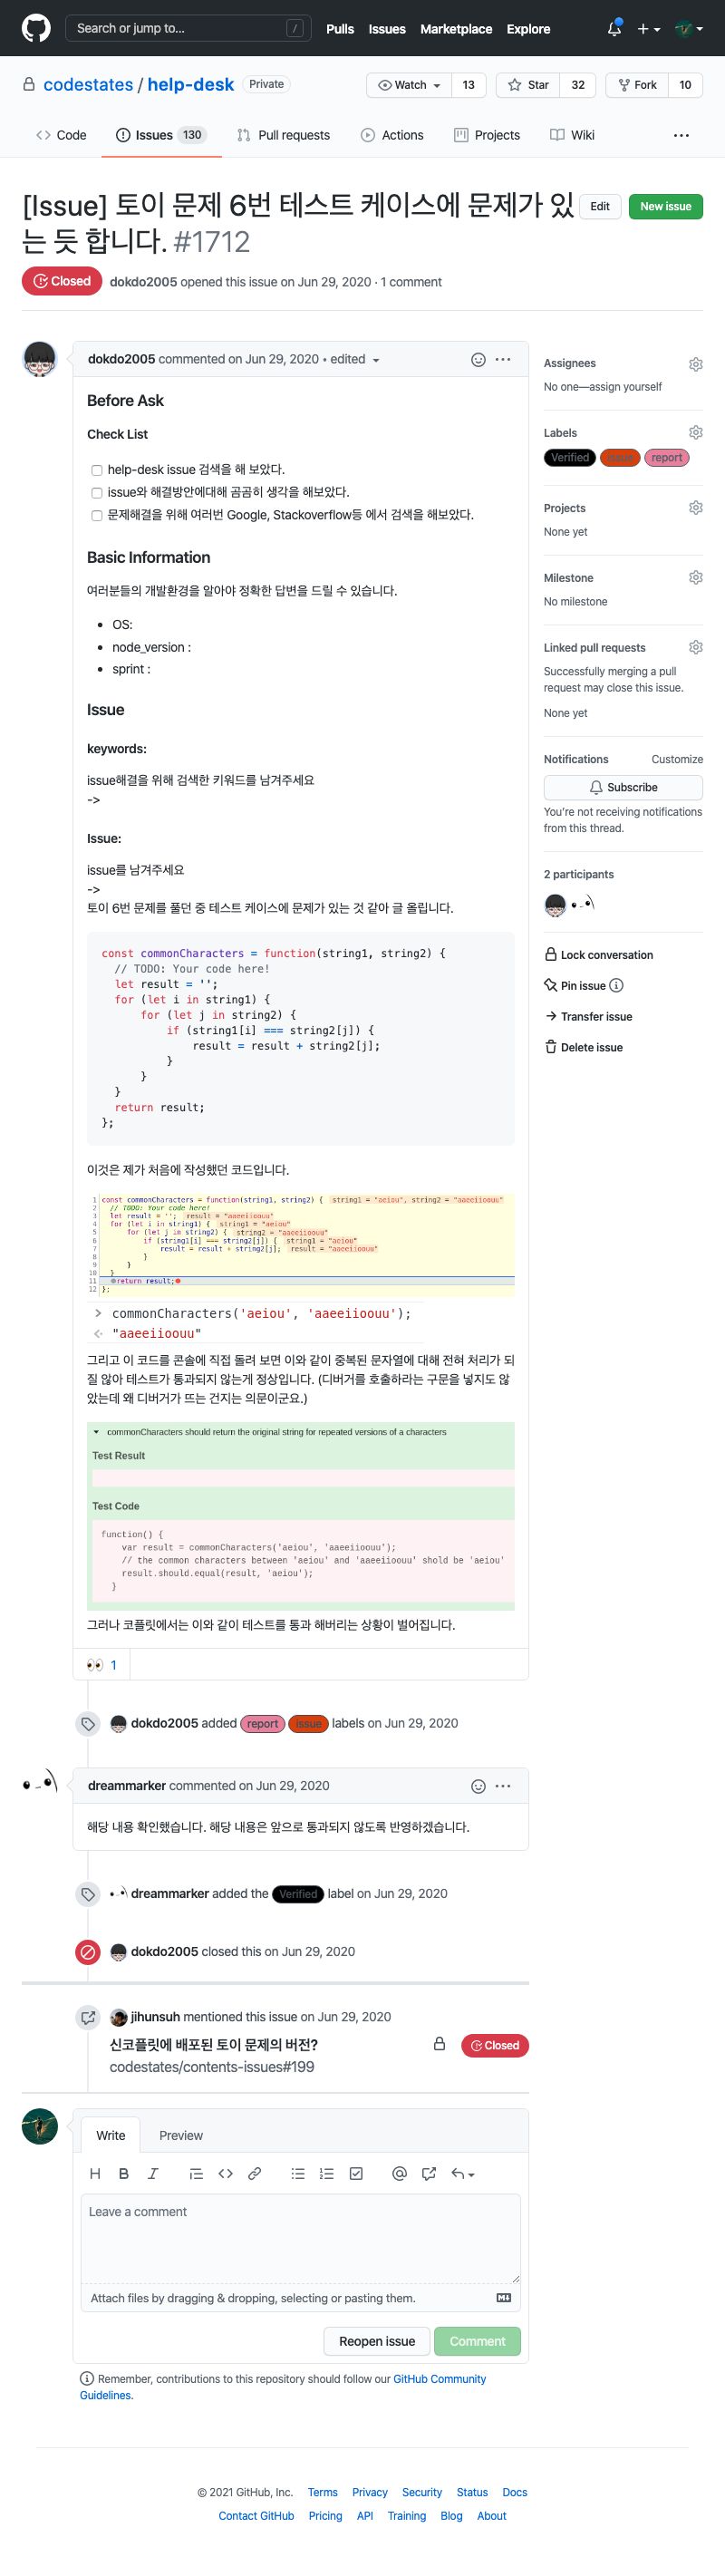 Search or jump to...
/
Pulls Issues Marketplace Explore
codestates / help-desk Private
Watch 13 Star 32 Fork 10
Code Issues 130 Pull requests Actions Projects Wiki ...
[Issue] 토이 문제 6번 테스트 케이스에 문제가 있
는 듯 합니다. #1712
Edit New issue
Closed dokdo2005 opened this issue on Jun 29, 2020 · 1 comment
dokdo2005 commented on Jun 29, 2020 • edited
Before Ask
Check List
help-desk issue 검색을 해 보았다.
issue와 해결방안에대해 곰곰히 생각을 해보았다.
문제해결을 위해 여러번 Google, Stackoverflow등 에서 검색을 해보았다.
Basic Information
여러분들의 개발환경을 알아야 정확한 답변을 드릴 수 있습니다.
• OS:
• node_version :
• sprint :
Issue
keywords:
issue해결을 위해 검색한 키워드를 남겨주세요
->
Issue:
issue를 남겨주세요
->
토이 6번 문제를 풀던 중 테스트 케이스에 문제가 있는 것 같아 글 올립니다.
const commonCharacters = function(string1, string2) {
// TODO: Your code here!
let result = '';
for (let i in string1) {
for (let j in string2) {
if (string1[i] === string2[j]) {
result = result + string2[j];
}
}
}
return result;
};
이것은 제가 처음에 작성했던 코드입니다.
1 const commonCharacters = function(string1, string2) { string1 = "aeiou", string2 = "aaeeiioouu"
2 // TODO: Your code here!
3 let result = ''; result = "aaeeiioouu"
4 for (let i in string1) { string1 = "aeiou"
5 for (let j in string2) { string2 = "aaeeiioouu"
6 if (string1[i] === string2[j]) { string1 = "aeiou"
7 result = result + string2[j]; result = "aaeeiioouu"
8 }
9 }
10 }
11 return result;
12 };
> commonCharacters('aeiou', 'aaeeiioouu');
"aaeeiioouu"
그리고 이 코드를 콘솔에 직접 돌려 보면 이와 같이 중복된 문자열에 대해 전혀 처리가 되
질 않아 테스트가 통과되지 않는게 정상입니다. (디버거를 호출하라는 구문을 넣지도 않
았는데 왜 디버거가 뜨는 건지는 의문이군요.)
commonCharacters should return the original string for repeated versions of a characters
Test Result
Test Code
function() {
var result = commonCharacters('aeiou', 'aaeeiioouu');
// the common characters between 'aeiou' and 'aaeeiioouu' shold be 'aeiou'
result.should.equal(result, 'aeiou');
}
그러나 코플릿에서는 이와 같이 테스트를 통과 해버리는 상황이 벌어집니다.
1
dokdo2005 added report issue labels on Jun 29, 2020
dreammarker commented on Jun 29, 2020
해당 내용 확인했습니다. 해당 내용은 앞으로 통과되지 않도록 반영하겠습니다.
dreammarker added the Verified label on Jun 29, 2020
dokdo2005 closed this on Jun 29, 2020
jihunsuh mentioned this issue on Jun 29, 2020
신코플릿에 배포된 토이 문제의 버전?
codestates/contents-issues#199
Closed
Write Preview
Leave a comment
Attach files by dragging & dropping, selecting or pasting them.
Reopen issue Comment
Remember, contributions to this repository should follow our GitHub Community
Guidelines.
Assignees
No one—assign yourself
Labels
Verified issue report
Projects
None yet
Milestone
No milestone
Linked pull requests
Successfully merging a pull
request may close this issue.
None yet
Notifications Customize
Subscribe
You're not receiving notifications
from this thread.
2 participants
Lock conversation
Pin issue
Transfer issue
Delete issue
© 2021 GitHub, Inc. Terms Privacy Security Status Docs
Contact GitHub Pricing API Training Blog About